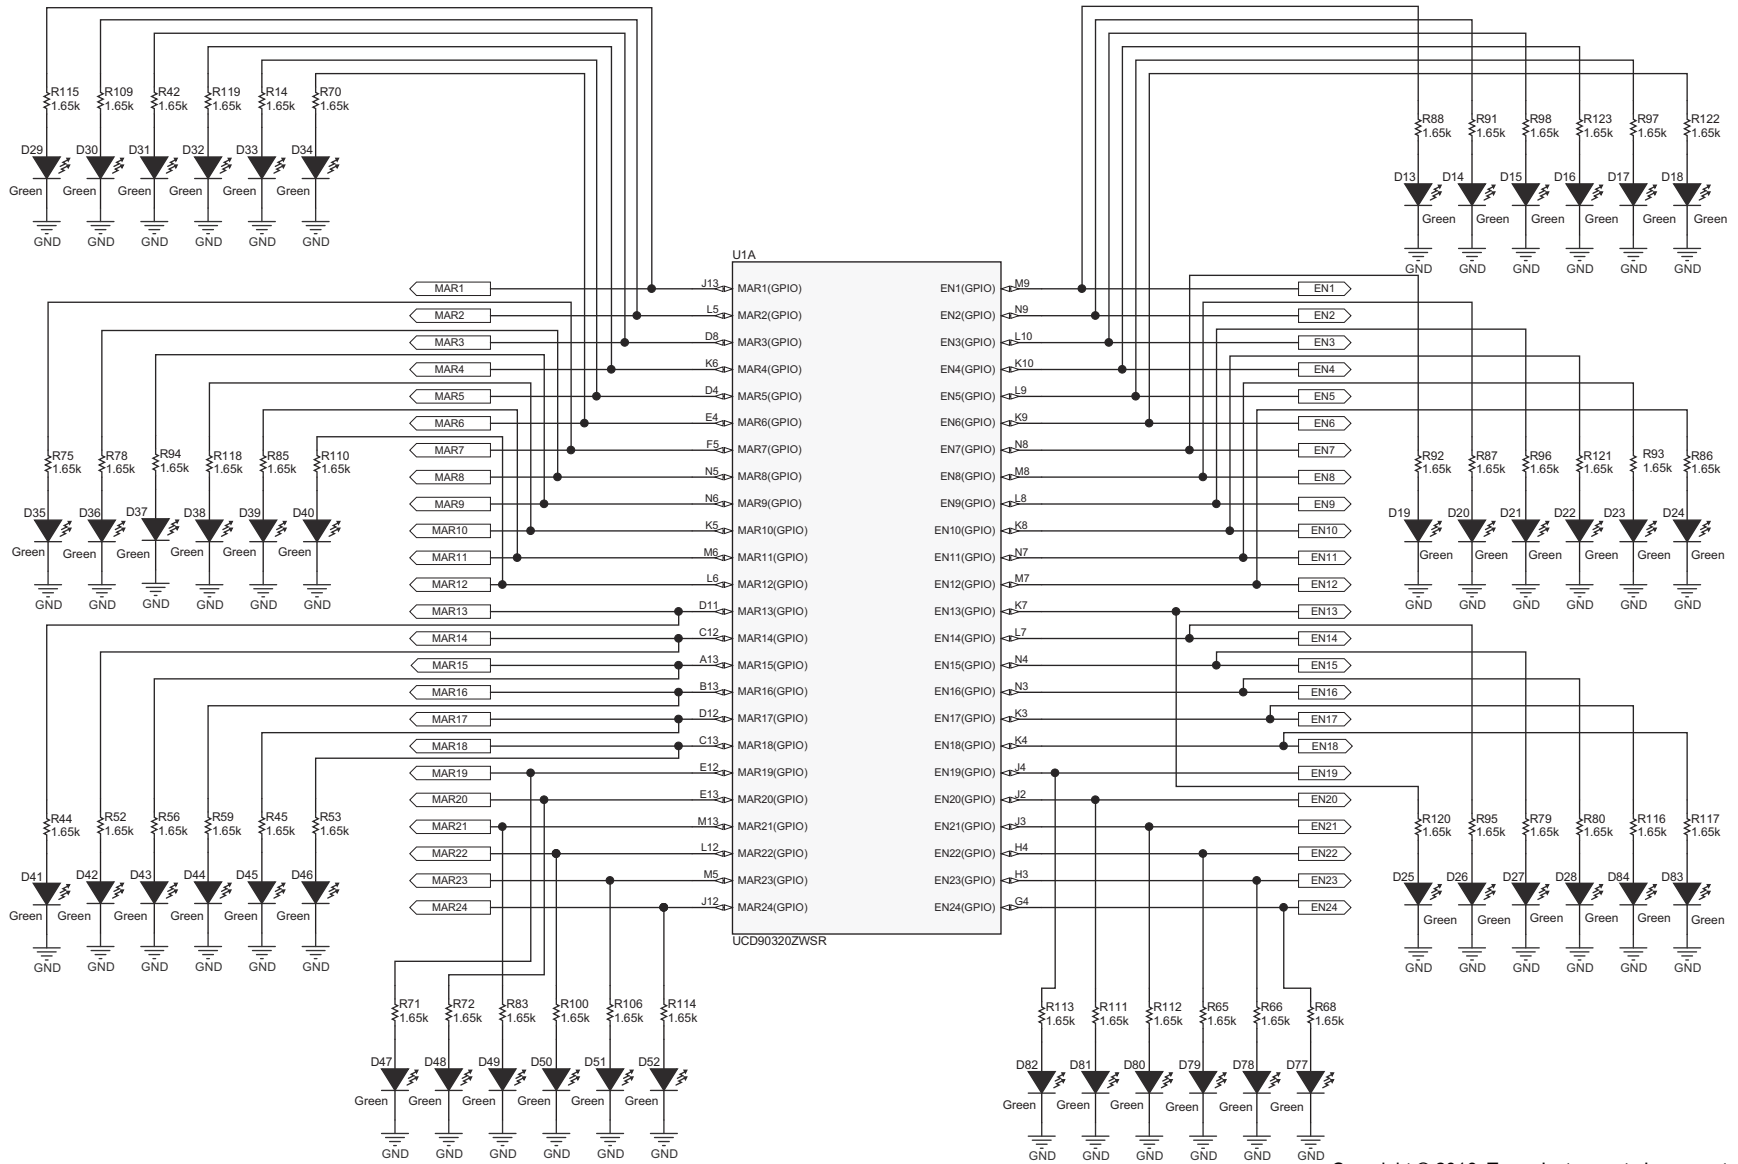 R115 R109 R42 R119 R14 R70
1.65k 1.65k 1.65k 1.65k 1.65k 1.65k
D29 D30 D31 D32 D33 D34
Green Green Green Green Green Green
GND GND GND GND GND GND
R88 R91 R98 R123 R97 R122
1.65k 1.65k 1.65k 1.65k 1.65k 1.65k
D13 D14 D15 D16 D17 D18
Green Green Green Green Green Green
GND GND GND GND GND GND
U1A
MAR1 J13 MAR1(GPIO) EN1(GPIO) M9 EN1
MAR2 L5 MAR2(GPIO) EN2(GPIO) N9 EN2
MAR3 D8 MAR3(GPIO) EN3(GPIO) L10 EN3
MAR4 K6 MAR4(GPIO) EN4(GPIO) K10 EN4
MAR5 D4 MAR5(GPIO) EN5(GPIO) L9 EN5
MAR6 E4 MAR6(GPIO) EN6(GPIO) K9 EN6
MAR7 F5 MAR7(GPIO) EN7(GPIO) N8 EN7
MAR8 N5 MAR8(GPIO) EN8(GPIO) M8 EN8
MAR9 N6 MAR9(GPIO) EN9(GPIO) L8 EN9
MAR10 K5 MAR10(GPIO) EN10(GPIO) K8 EN10
MAR11 M6 MAR11(GPIO) EN11(GPIO) N7 EN11
MAR12 L6 MAR12(GPIO) EN12(GPIO) M7 EN12
MAR13 D11 MAR13(GPIO) EN13(GPIO) K7 EN13
MAR14 C12 MAR14(GPIO) EN14(GPIO) L7 EN14
MAR15 A13 MAR15(GPIO) EN15(GPIO) N4 EN15
MAR16 B13 MAR16(GPIO) EN16(GPIO) N3 EN16
MAR17 D12 MAR17(GPIO) EN17(GPIO) K3 EN17
MAR18 C13 MAR18(GPIO) EN18(GPIO) K4 EN18
MAR19 E12 MAR19(GPIO) EN19(GPIO) J4 EN19
MAR20 E13 MAR20(GPIO) EN20(GPIO) J2 EN20
MAR21 M13 MAR21(GPIO) EN21(GPIO) J3 EN21
MAR22 L12 MAR22(GPIO) EN22(GPIO) H4 EN22
MAR23 M5 MAR23(GPIO) EN23(GPIO) H3 EN23
MAR24 J12 MAR24(GPIO) EN24(GPIO) G4 EN24
UCD90320ZWSR
R75 R78 R94 R118 R85 R110
1.65k 1.65k 1.65k 1.65k 1.65k 1.65k
D35 D36 D37 D38 D39 D40
Green Green Green Green Green Green
GND GND GND GND GND GND
R92 R87 R96 R121 R93 R86
1.65k 1.65k 1.65k 1.65k 1.65k 1.65k
D19 D20 D21 D22 D23 D24
Green Green Green Green Green Green
GND GND GND GND GND GND
R44 R52 R56 R59 R45 R53
1.65k 1.65k 1.65k 1.65k 1.65k 1.65k
D41 D42 D43 D44 D45 D46
Green Green Green Green Green Green
GND GND GND GND GND GND
R120 R95 R79 R80 R116 R117
1.65k 1.65k 1.65k 1.65k 1.65k 1.65k
D25 D26 D27 D28 D84 D83
Green Green Green Green Green Green
GND GND GND GND GND GND
R71 R72 R83 R100 R106 R114
1.65k 1.65k 1.65k 1.65k 1.65k 1.65k
D47 D48 D49 D50 D51 D52
Green Green Green Green Green Green
GND GND GND GND GND GND
R113 R111 R112 R65 R66 R68
1.65k 1.65k 1.65k 1.65k 1.65k 1.65k
D82 D81 D80 D79 D78 D77
Green Green Green Green Green Green
GND GND GND GND GND GND